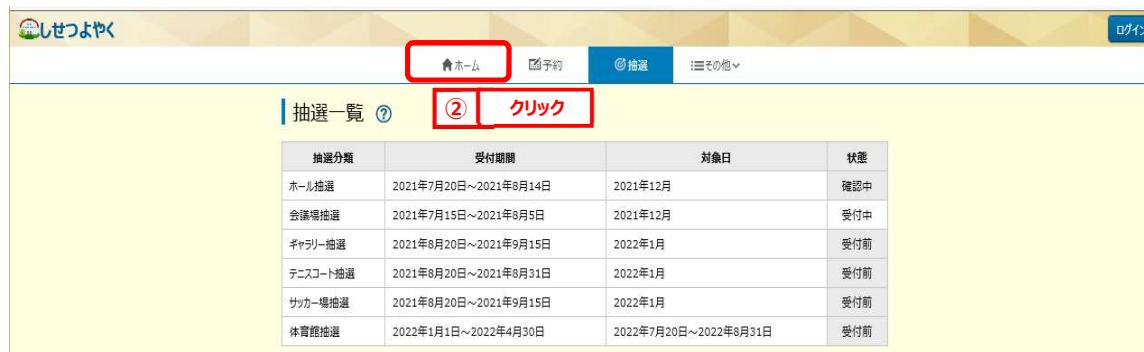 しせつよやく
ログイン
ホーム 予約 抽選 その他
② クリック
抽選一覧 ?
抽選分類 受付期間 対象日 状態
ホール抽選 2021年7月20日～2021年8月14日 2021年12月 確認中
会議場抽選 2021年7月15日～2021年8月5日 2021年12月 受付中
ギャラリー抽選 2021年8月20日～2021年9月15日 2022年1月 受付前
テニスコート抽選 2021年8月20日～2021年8月31日 2022年1月 受付前
サッカー場抽選 2021年8月20日～2021年9月15日 2022年1月 受付前
体育館抽選 2022年1月1日～2022年4月30日 2022年7月20日～2022年8月31日 受付前